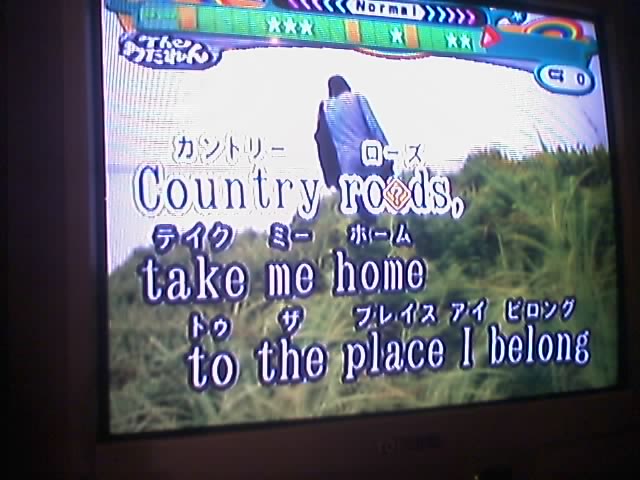 Normal
0
カントリー ローズ
Country roads,
テイク ミー ホーム
take me home
トゥ ザ プレイス アイ ビロング
to the place I belong